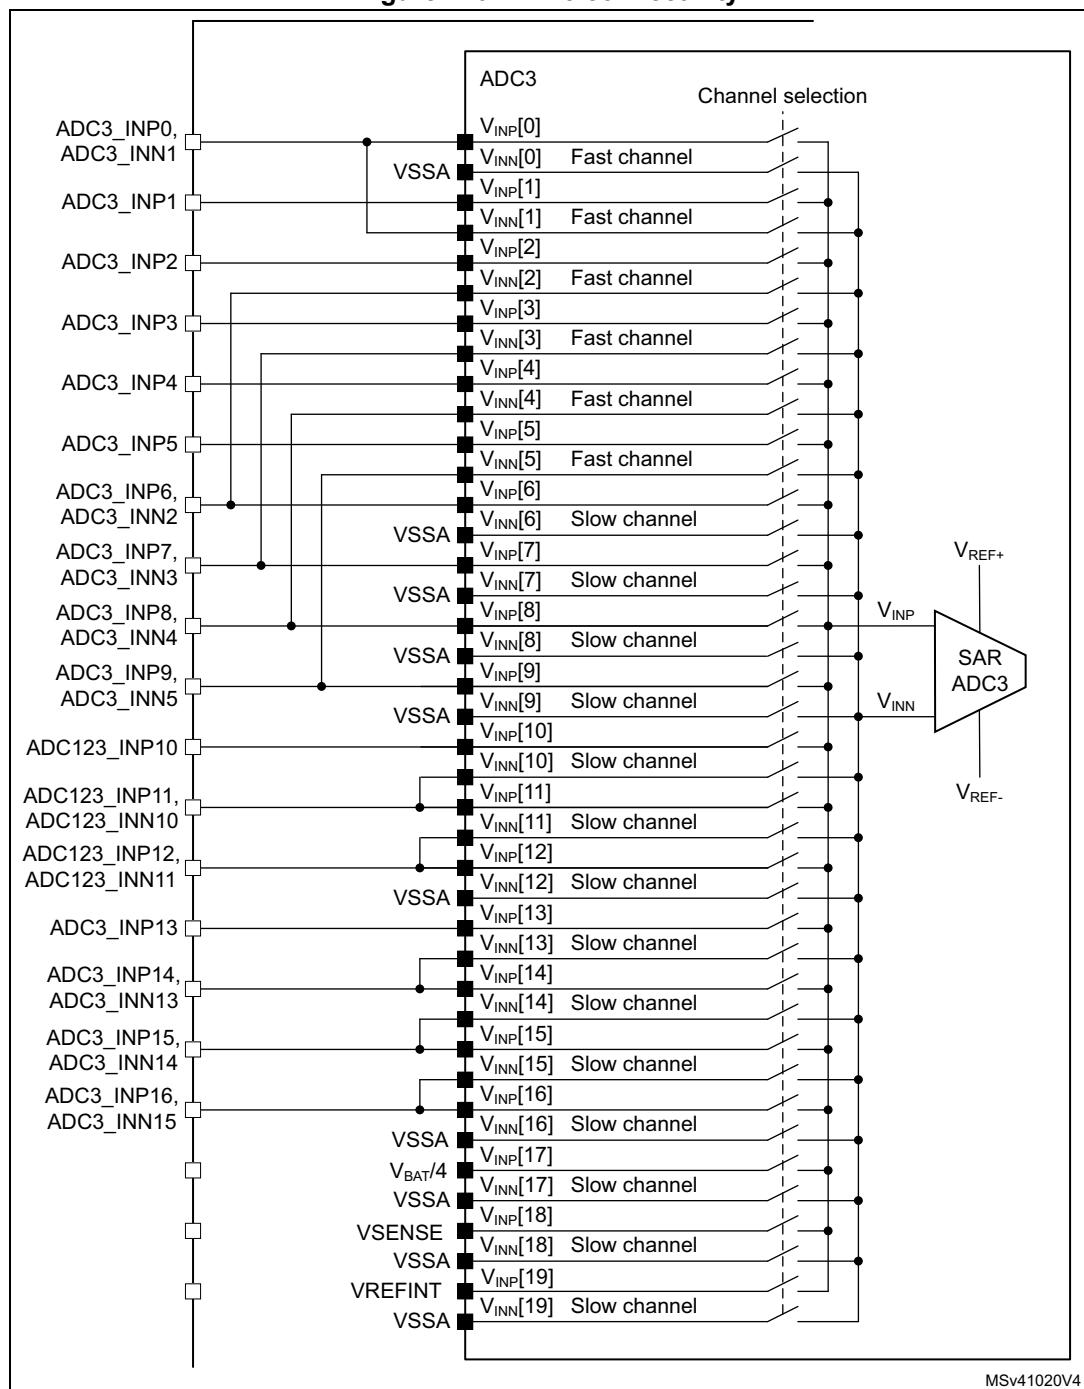 ADC3
Channel selection
ADC3_INP0,
ADC3_INN1
VINP[0]
VINN[0] Fast channel
VSSA
ADC3_INP1
VINP[1]
VINN[1] Fast channel
ADC3_INP2
VINP[2]
VINN[2] Fast channel
ADC3_INP3
VINP[3]
VINN[3] Fast channel
ADC3_INP4
VINP[4]
VINN[4] Fast channel
ADC3_INP5
VINP[5]
VINN[5] Fast channel
ADC3_INP6,
ADC3_INN2
VINP[6]
VINN[6] Slow channel
VSSA
ADC3_INP7,
ADC3_INN3
VINP[7]
VINN[7] Slow channel
VSSA
ADC3_INP8,
ADC3_INN4
VINP[8]
VINN[8] Slow channel
VSSA
ADC3_INP9,
ADC3_INN5
VINP[9]
VINN[9] Slow channel
VSSA
VREF+
VINP
SAR
ADC3
VINN
VREF-
ADC123_INP10
VINP[10]
VINN[10] Slow channel
ADC123_INP11,
ADC123_INN10
VINP[11]
VINN[11] Slow channel
ADC123_INP12,
ADC123_INN11
VINP[12]
VINN[12] Slow channel
VSSA
ADC3_INP13
VINP[13]
VINN[13] Slow channel
ADC3_INP14,
ADC3_INN13
VINP[14]
VINN[14] Slow channel
ADC3_INP15,
ADC3_INN14
VINP[15]
VINN[15] Slow channel
ADC3_INP16,
ADC3_INN15
VINP[16]
VINN[16] Slow channel
VSSA
VBAT/4
VINP[17]
VINN[17] Slow channel
VSSA
VSENSE
VINP[18]
VINN[18] Slow channel
VSSA
VREFINT
VINP[19]
VINN[19] Slow channel
VSSA
MSv41020V4